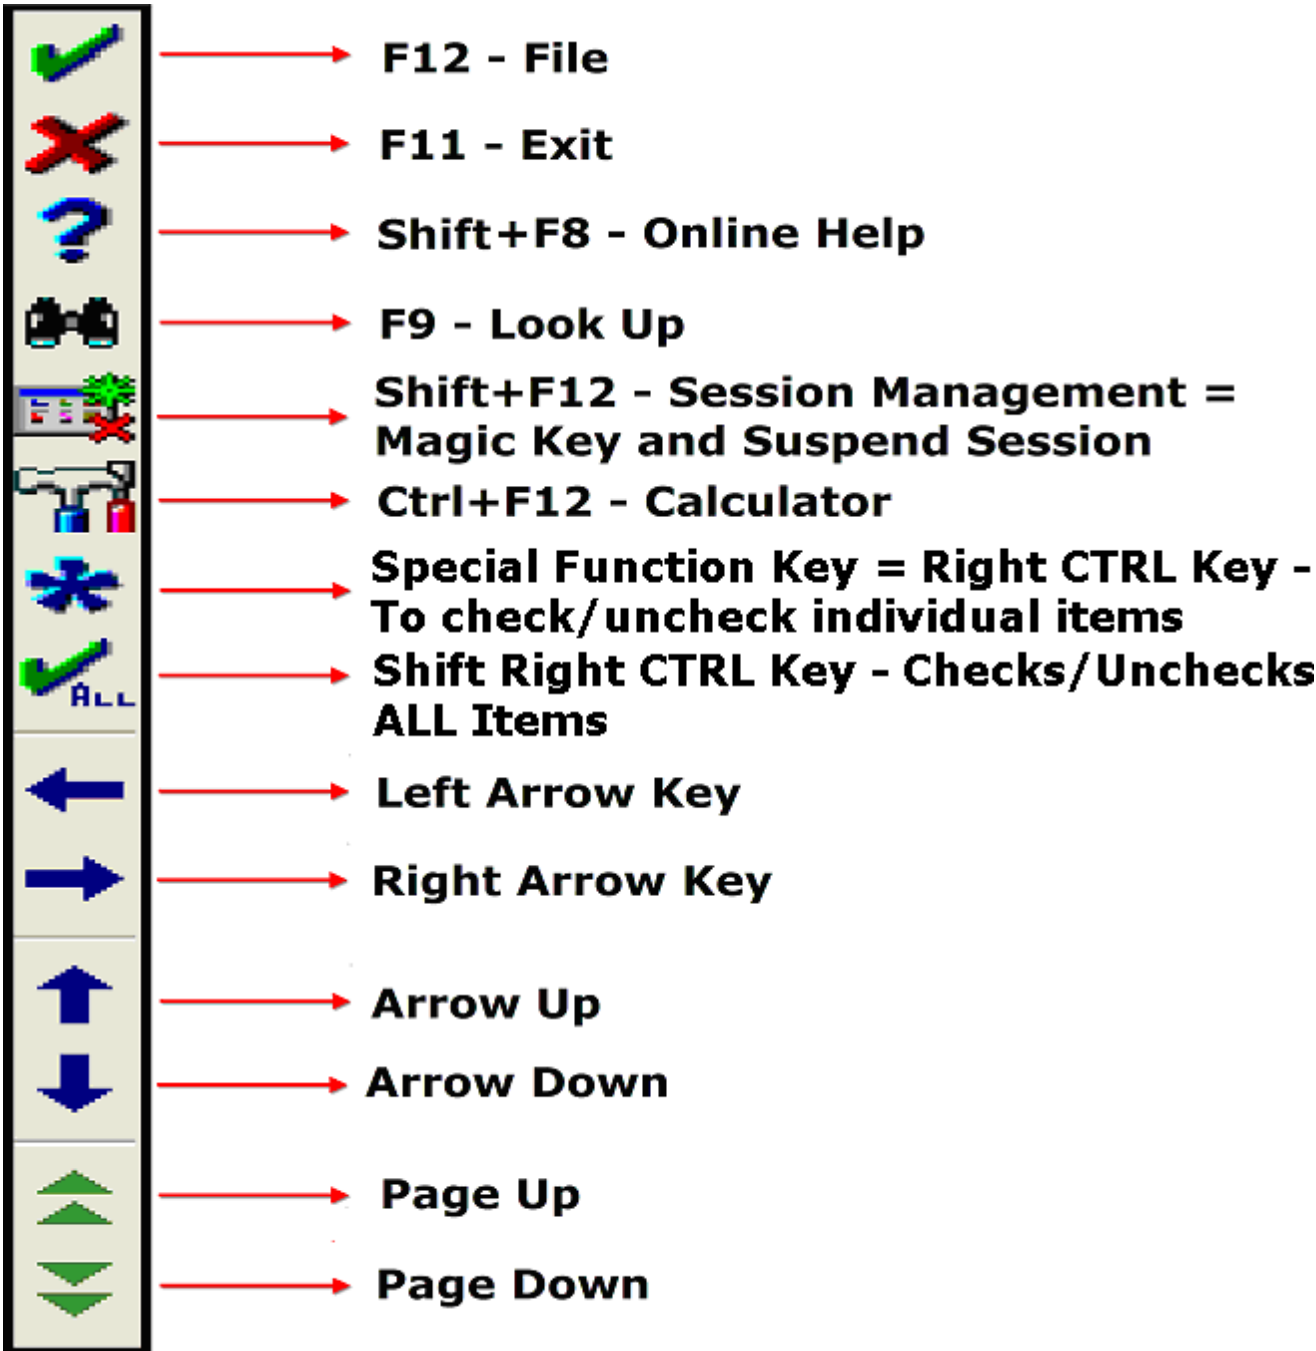 F12 - File
F11 - Exit
Shift+F8 - Online Help
F9 - Look Up
Shift+F12 - Session Management =
Magic Key and Suspend Session
Ctrl+F12 - Calculator
Special Function Key = Right CTRL Key -
To check/uncheck individual items
Shift Right CTRL Key - Checks/Unchecks
ALL Items
ALL
Left Arrow Key
Right Arrow Key
Arrow Up
Arrow Down
Page Up
Page Down